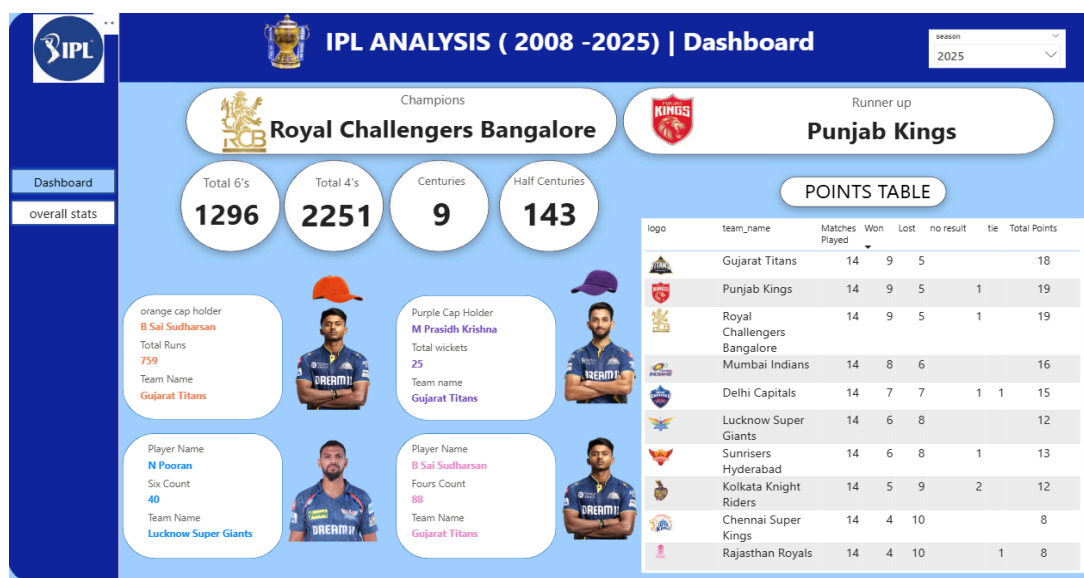 IPL
IPL ANALYSIS ( 2008 -2025) | Dashboard
season
2025
Dashboard
overall stats
RCB
Champions
Royal Challengers Bangalore
PUNJAB
KINGS
Runner up
Punjab Kings
Total 6's
1296
Total 4's
2251
Centuries
9
Half Centuries
143
orange cap holder
B Sai Sudharsan
Total Runs
759
Team Name
Gujarat Titans
DREAM11
Purple Cap Holder
M Prasidh Krishna
Total wickets
25
Team name
Gujarat Titans
DREAM11
Player Name
N Pooran
Six Count
40
Team Name
Lucknow Super Giants
DREAM11
Player Name
B Sai Sudharsan
Fours Count
88
Team Name
Gujarat Titans
DREAM11
POINTS TABLE
logo team_name Matches Played Won Lost no result tie Total Points
Gujarat Titans 14 9 5 18
Punjab Kings 14 9 5 1 19
Royal Challengers Bangalore 14 9 5 1 19
Mumbai Indians 14 8 6 16
Delhi Capitals 14 7 7 1 1 15
Lucknow Super Giants 14 6 8 12
Sunrisers Hyderabad 14 6 8 1 13
Kolkata Knight Riders 14 5 9 2 12
Chennai Super Kings 14 4 10 8
Rajasthan Royals 14 4 10 1 8